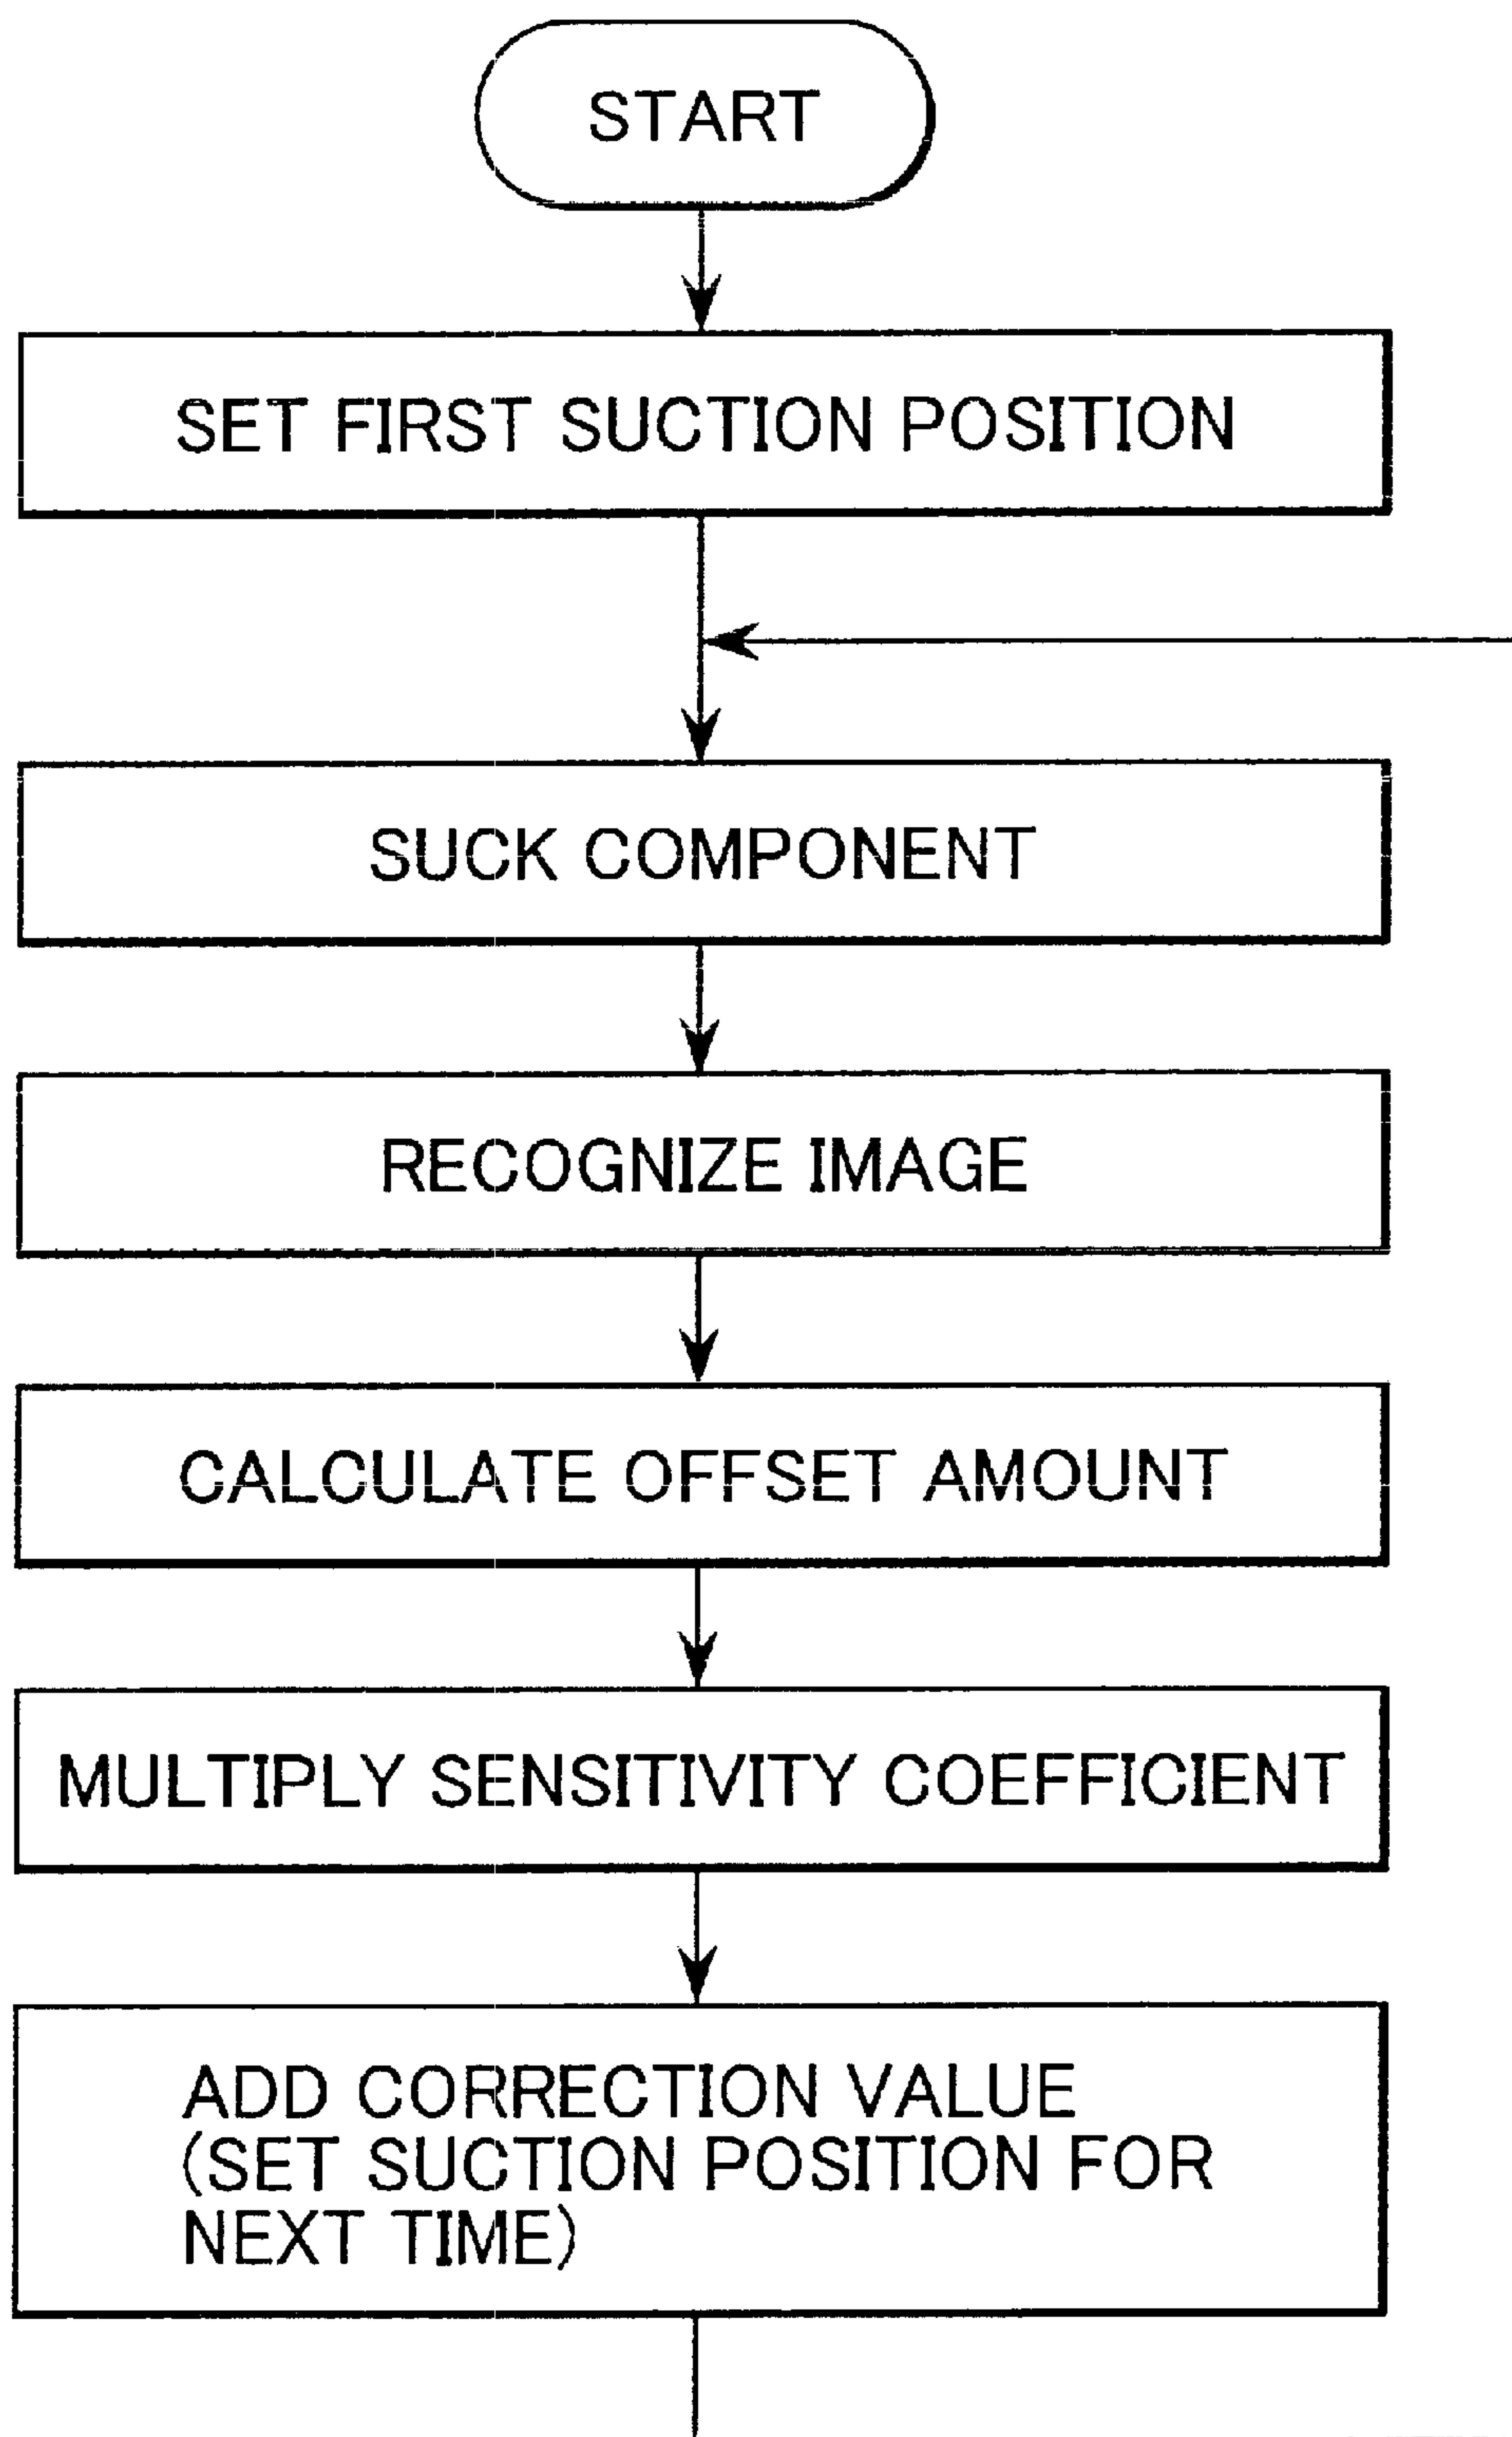 START
SET FIRST SUCTION POSITION
SUCK COMPONENT
RECOGNIZE IMAGE
CALCULATE OFFSET AMOUNT
MULTIPLY SENSITIVITY COEFFICIENT
ADD CORRECTION VALUE
(SET SUCTION POSITION FOR
NEXT TIME)